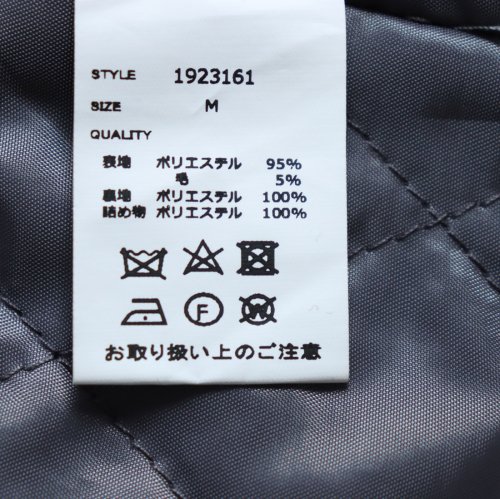 STYLE 1923161
SIZE M
QUALITY
表地 ポリエステル 95%
毛 5%
裏地 ポリエステル 100%
詰め物 ポリエステル 100%
F W
お取り扱い上のご注意